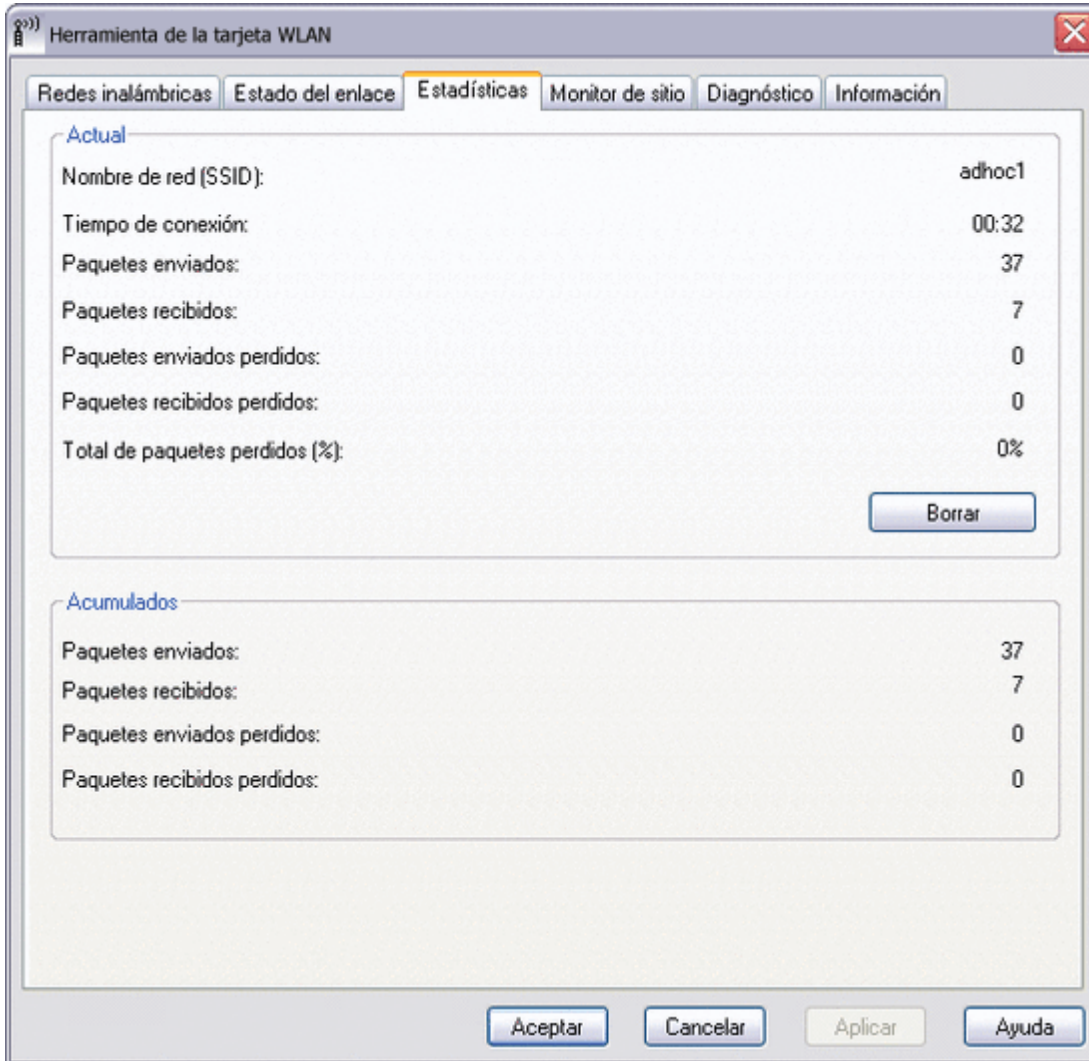 Herramienta de la tarjeta WLAN
Redes inalámbricas Estado del enlace Estadísticas Monitor de sitio Diagnóstico Información
Actual
Nombre de red (SSID): adhoc1
Tiempo de conexión: 00:32
Paquetes enviados: 37
Paquetes recibidos: 7
Paquetes enviados perdidos: 0
Paquetes recibidos perdidos: 0
Total de paquetes perdidos (%): 0%
Borrar
Acumulados
Paquetes enviados: 37
Paquetes recibidos: 7
Paquetes enviados perdidos: 0
Paquetes recibidos perdidos: 0
Aceptar Cancelar Aplicar Ayuda